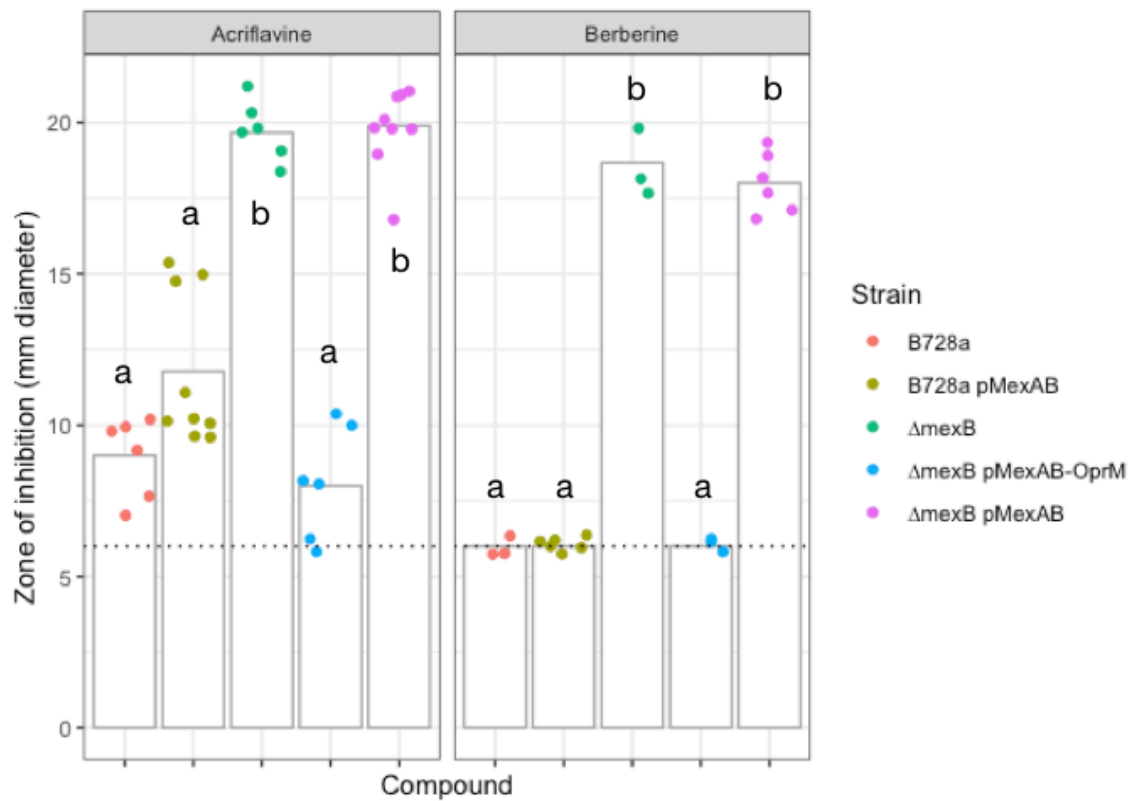 Acriflavine
Berberine
Zone of inhibition (mm diameter)
20
15
10
5
0
a
a
b
a
b
a
a
b
a
b
Compound
Strain
B728a
B728a pMexAB
ΔmexB
ΔmexB pMexAB-OprM
ΔmexB pMexAB